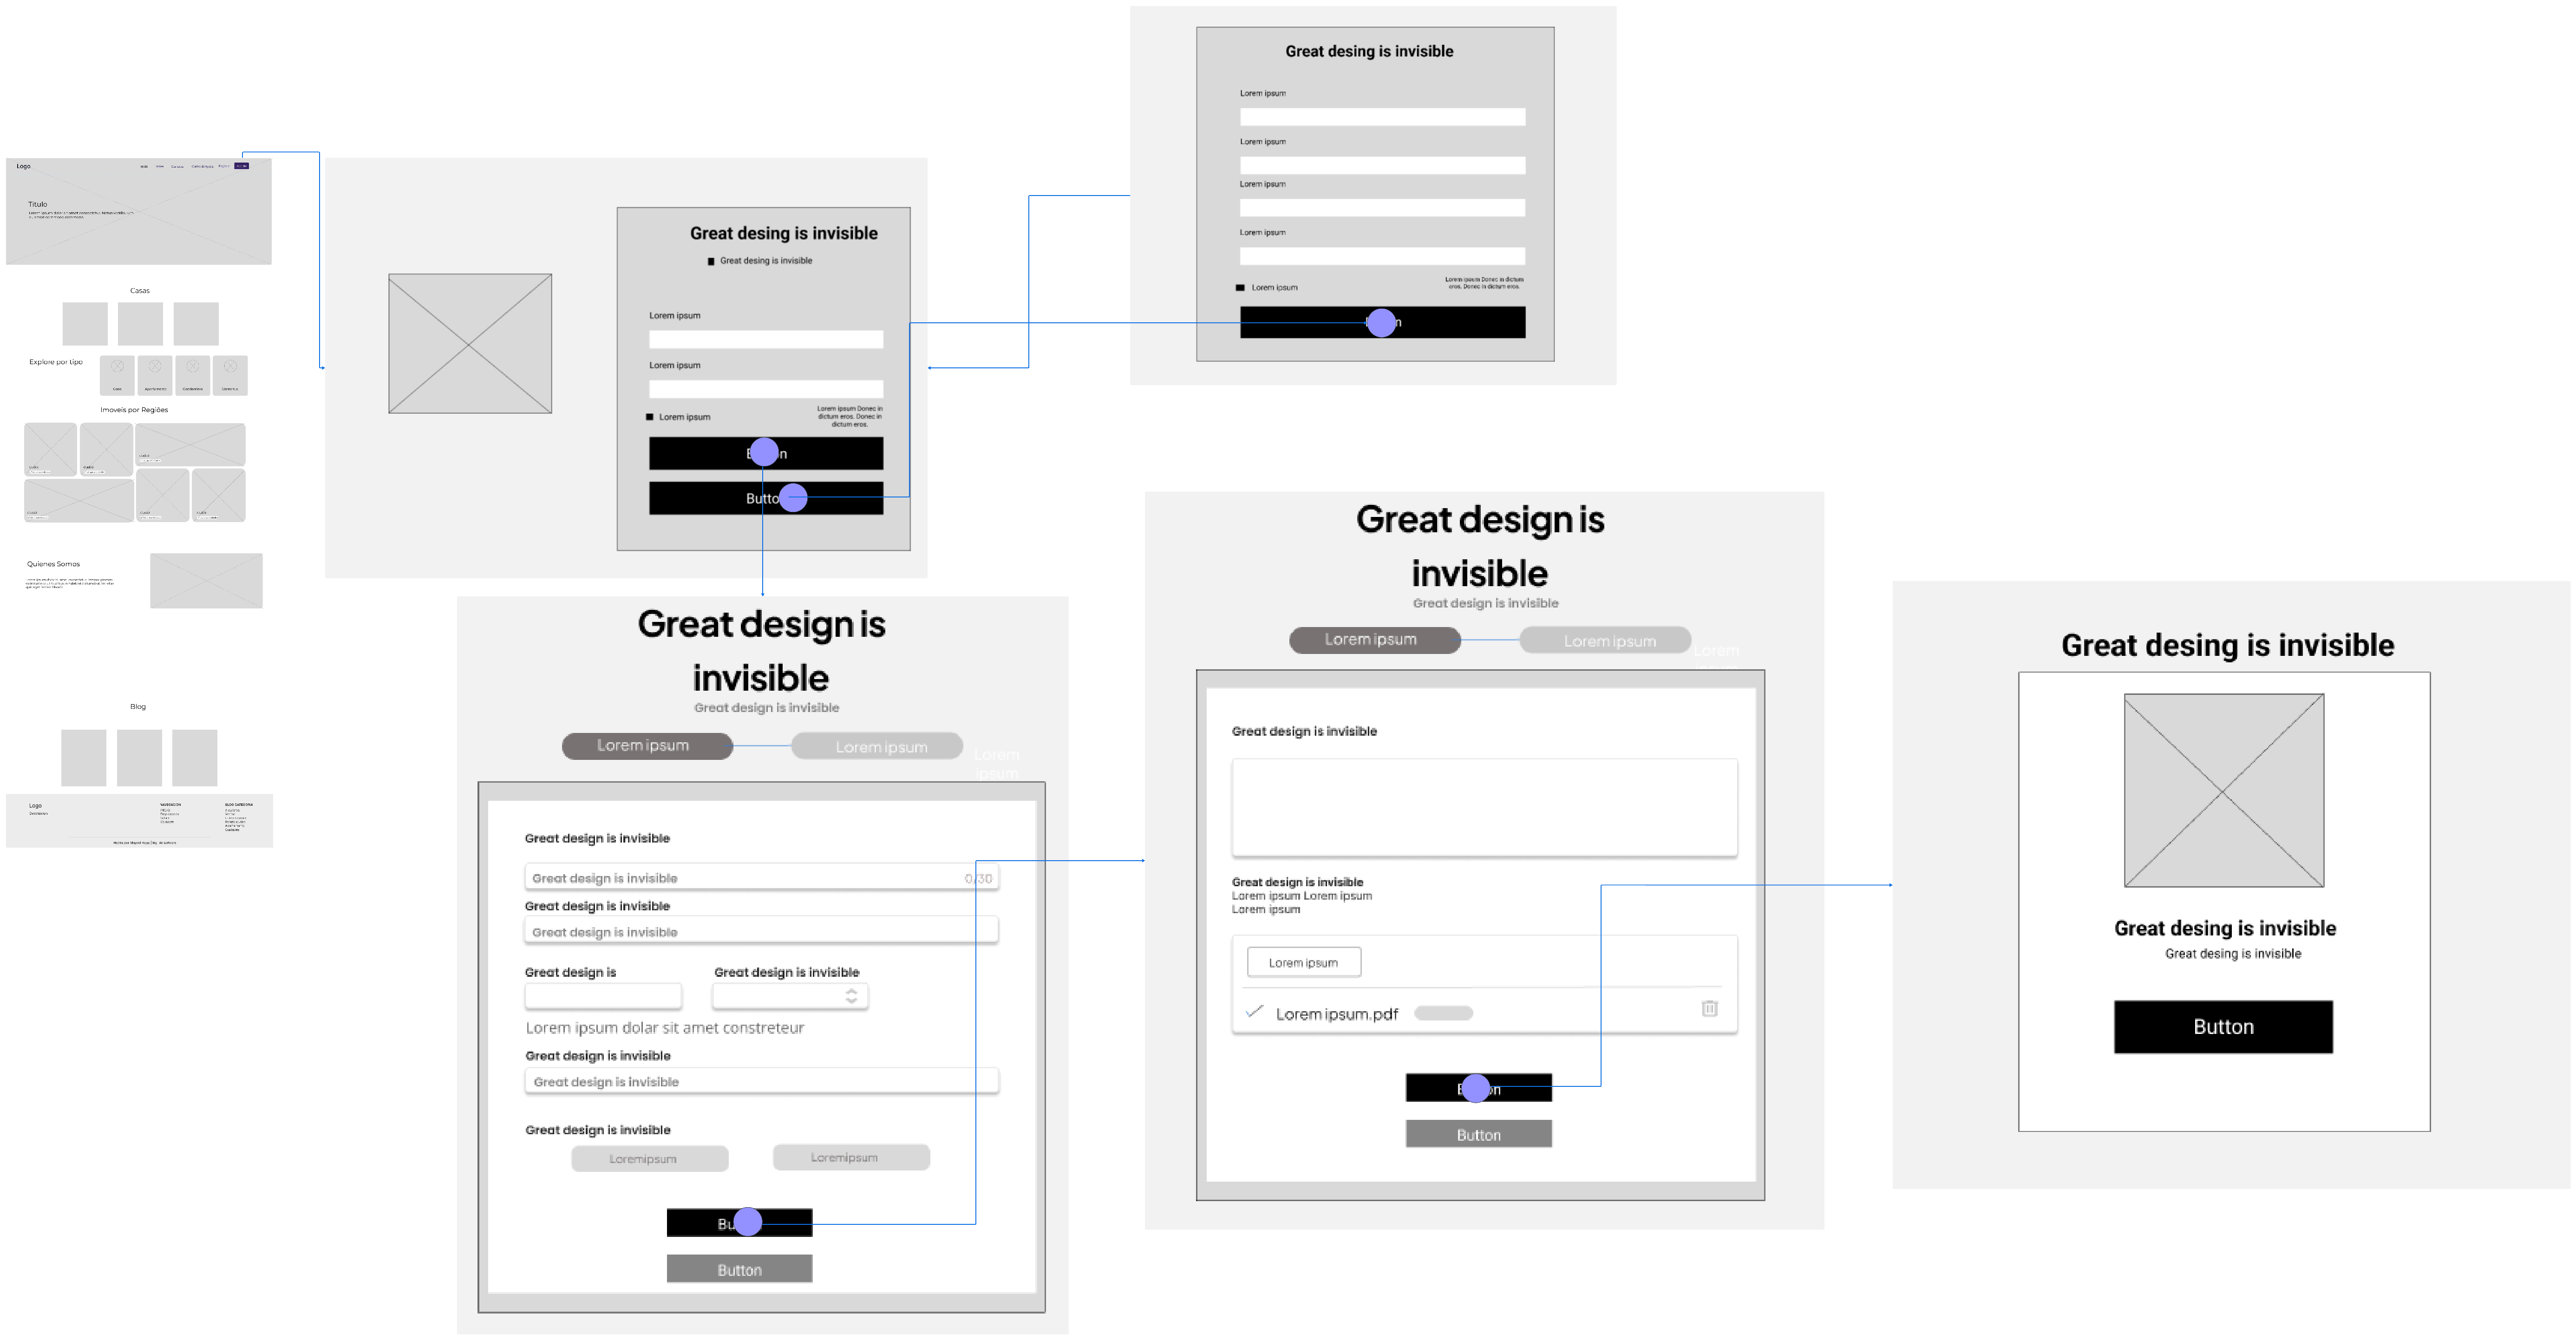 Logo
Titulo
Casas
Explore por tipo
Casa
Apartamento
Condominio
Imoveis por Regiões
Quienes Somos
Blog
Logo
Great desing is invisible
Great desing is invisible
Lorem ipsum
Lorem ipsum
Lorem ipsum
Lorem ipsum Donec in
dictum eros. Donec in
dictum eros.
Great desing is invisible
Lorem ipsum
Lorem ipsum
Lorem ipsum
Lorem ipsum
Lorem ipsum
Lorem ipsum Donec in dictum
eros. Donec in dictum eros.
Great design is
invisible
Great design is invisible
Lorem ipsum
Lorem ipsum
Lorem
ipsum
Great design is invisible
Great design is invisible
0/30
Great design is invisible
Great design is invisible
Great design is
Great design is invisible
Lorem ipsum dolar sit amet constreteur
Great design is invisible
Great design is invisible
Great design is invisible
Loremipsum
Loremipsum
Button
Great design is
invisible
Great design is invisible
Lorem ipsum
Lorem ipsum
Lorem
Great design is invisible
Great design is invisible
Lorem ipsum Lorem ipsum
Lorem ipsum
Lorem ipsum
Lorem ipsum.pdf
Button
Great desing is invisible
Great desing is invisible
Great desing is invisible
Button